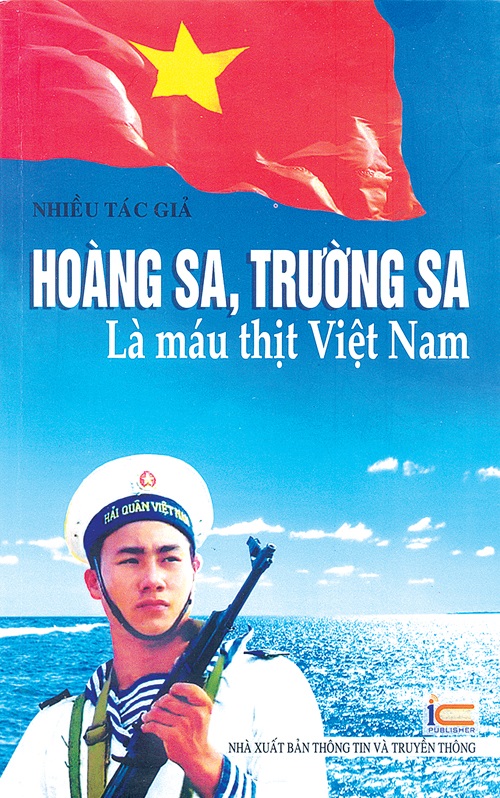 NHIỀU TÁC GIẢ
HOÀNG SA, TRƯỜNG SA
Là máu thịt Việt Nam
HẢI QUÂN VIỆT NAM
ic
PUBLISHER
NHÀ XUẤT BẢN THÔNG TIN VÀ TRUYỀN THÔNG